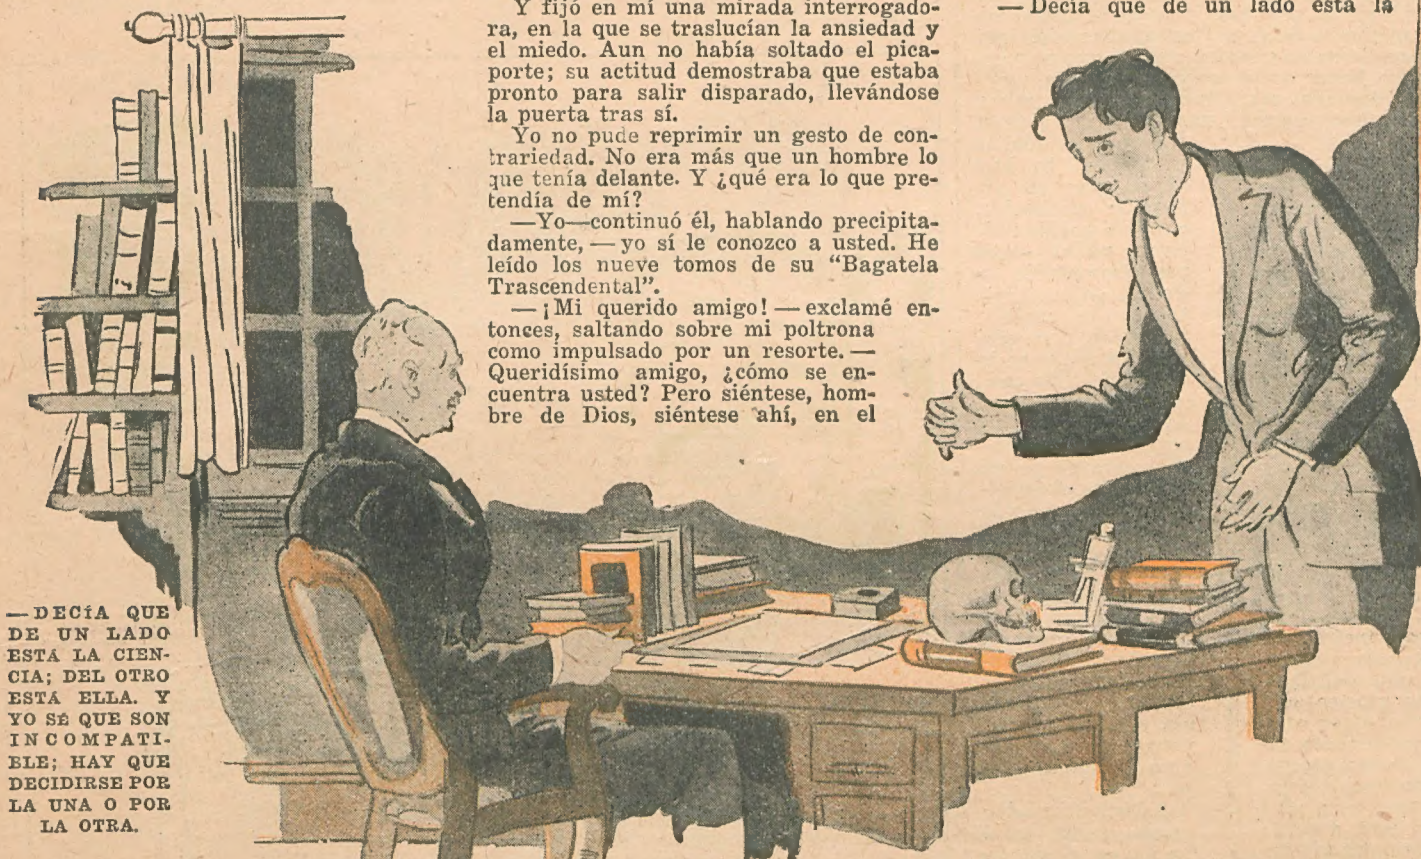 Y fijó en mí una mirada interrogado-
ra, en la que se traslucían la ansiedad y
el miedo. Aun no había soltado el pica-
porte; su actitud demostraba que estaba
pronto para salir disparado, llevándose
la puerta tras sí.
Yo no pude reprimir un gesto de con-
trariedad. No era más que un hombre lo
que tenía delante. Y ¿qué era lo que pre-
tendía de mí?
—Yo—continuó él, hablando precipita-
damente, — yo sí le conozco a usted. He
leído los nueve tomos de su “Bagatela
Trascendental”.
— ¡Mi querido amigo! — exclamé en-
tonces, saltando sobre mi poltrona
como impulsado por un resorte. —
Queridísimo amigo, ¿cómo se en-
cuentra usted? Pero siéntese, hom-
bre de Dios, siéntese ahí, en el
— Decía que de un lado está la
— DECÍA QUE
DE UN LADO
ESTÁ LA CIEN-
CIA; DEL OTRO
ESTÁ ELLA. Y
YO SÉ QUE SON
INCOMPATI-
BLE; HAY QUE
DECIDIRSE POR
LA UNA O POR
LA OTRA.